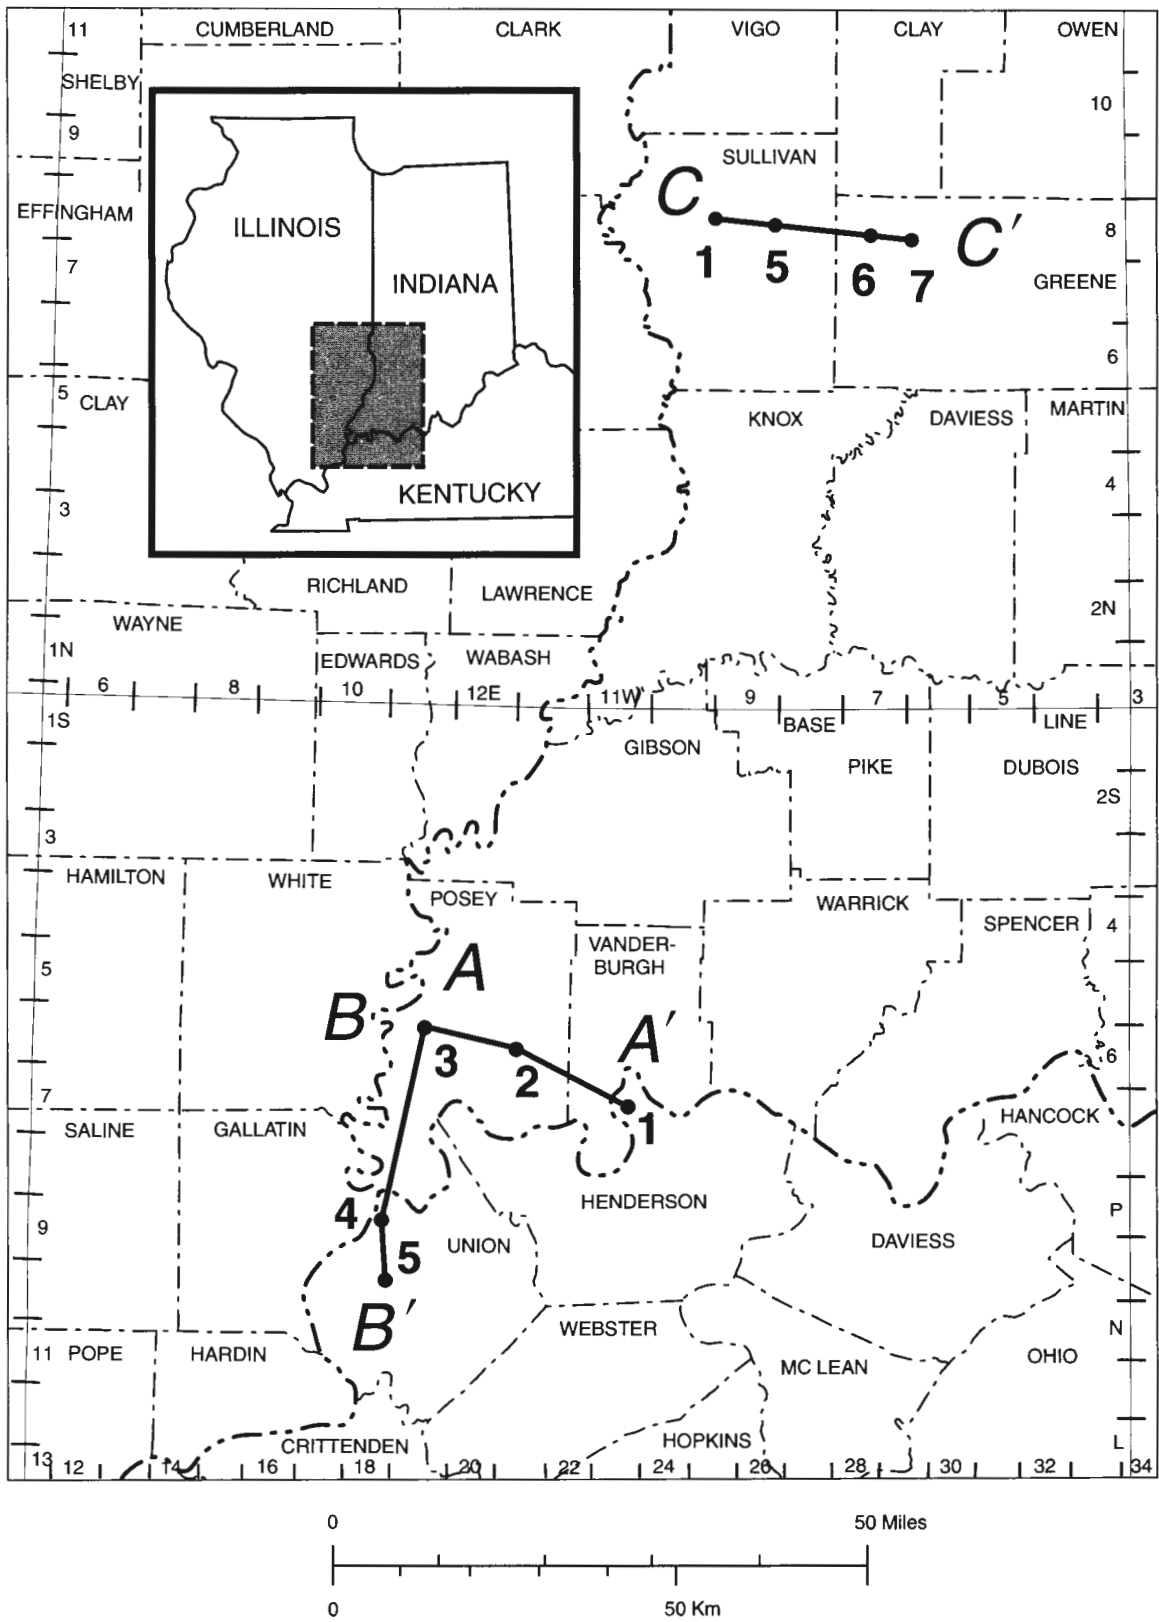 11
CUMBERLAND
CLARK
VIGO
CLAY
OWEN
SHELBY
10
9
SULLIVAN
C
C′
EFFINGHAM
ILLINOIS
8
7
1
5
6
7
INDIANA
GREENE
6
5
CLAY
KNOX
DAVIESS
MARTIN
KENTUCKY
4
3
RICHLAND
LAWRENCE
2N
WAYNE
1N
EDWARDS
WABASH
6
8
10
12E
11W
9
7
5
3
1S
BASE
LINE
GIBSON
PIKE
DUBOIS
2S
3
HAMILTON
WHITE
POSEY
WARRICK
SPENCER
4
VANDER-
BURGH
5
A
B
A′
3
2
6
7
1
SALINE
GALLATIN
HANCOCK
HENDERSON
4
P
9
UNION
DAVIESS
5
B′
WEBSTER
N
11
POPE
HARDIN
MC LEAN
OHIO
CRITTENDEN
HOPKINS
L
13
12
14
16
18
20
22
24
26
28
30
32
34
0
50 Miles
0
50 Km